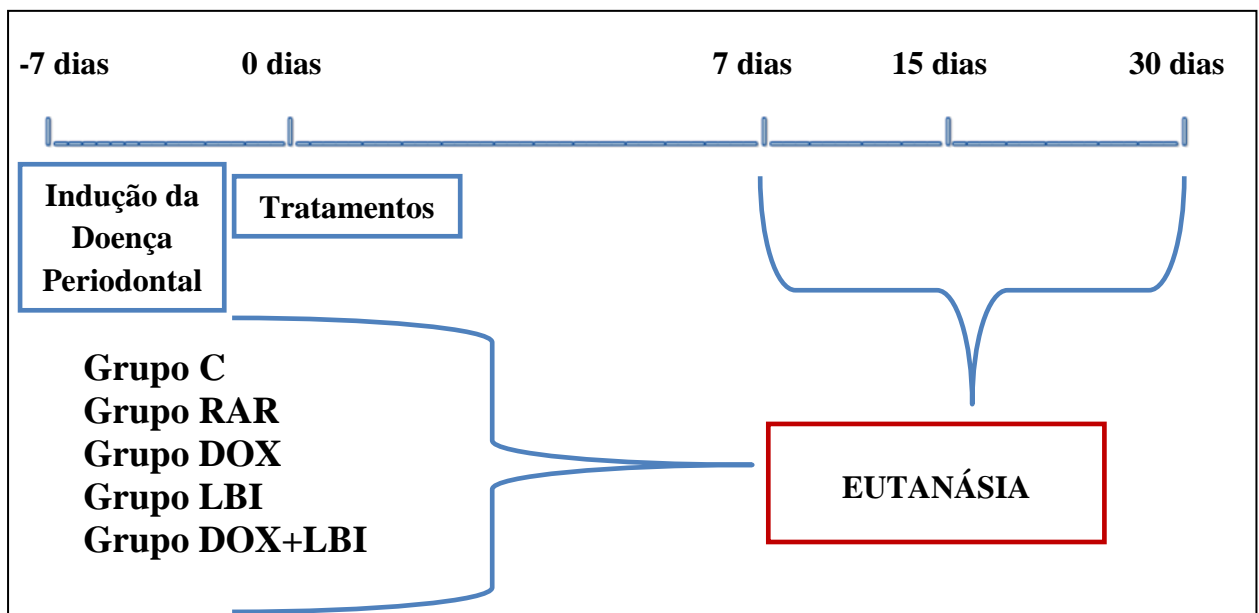 -7 dias 0 dias 7 dias 15 dias 30 dias
Indução da
Doença
Periodontal
Tratamentos
Grupo C
Grupo RAR
Grupo DOX
Grupo LBI
Grupo DOX+LBI
EUTANÁSIA